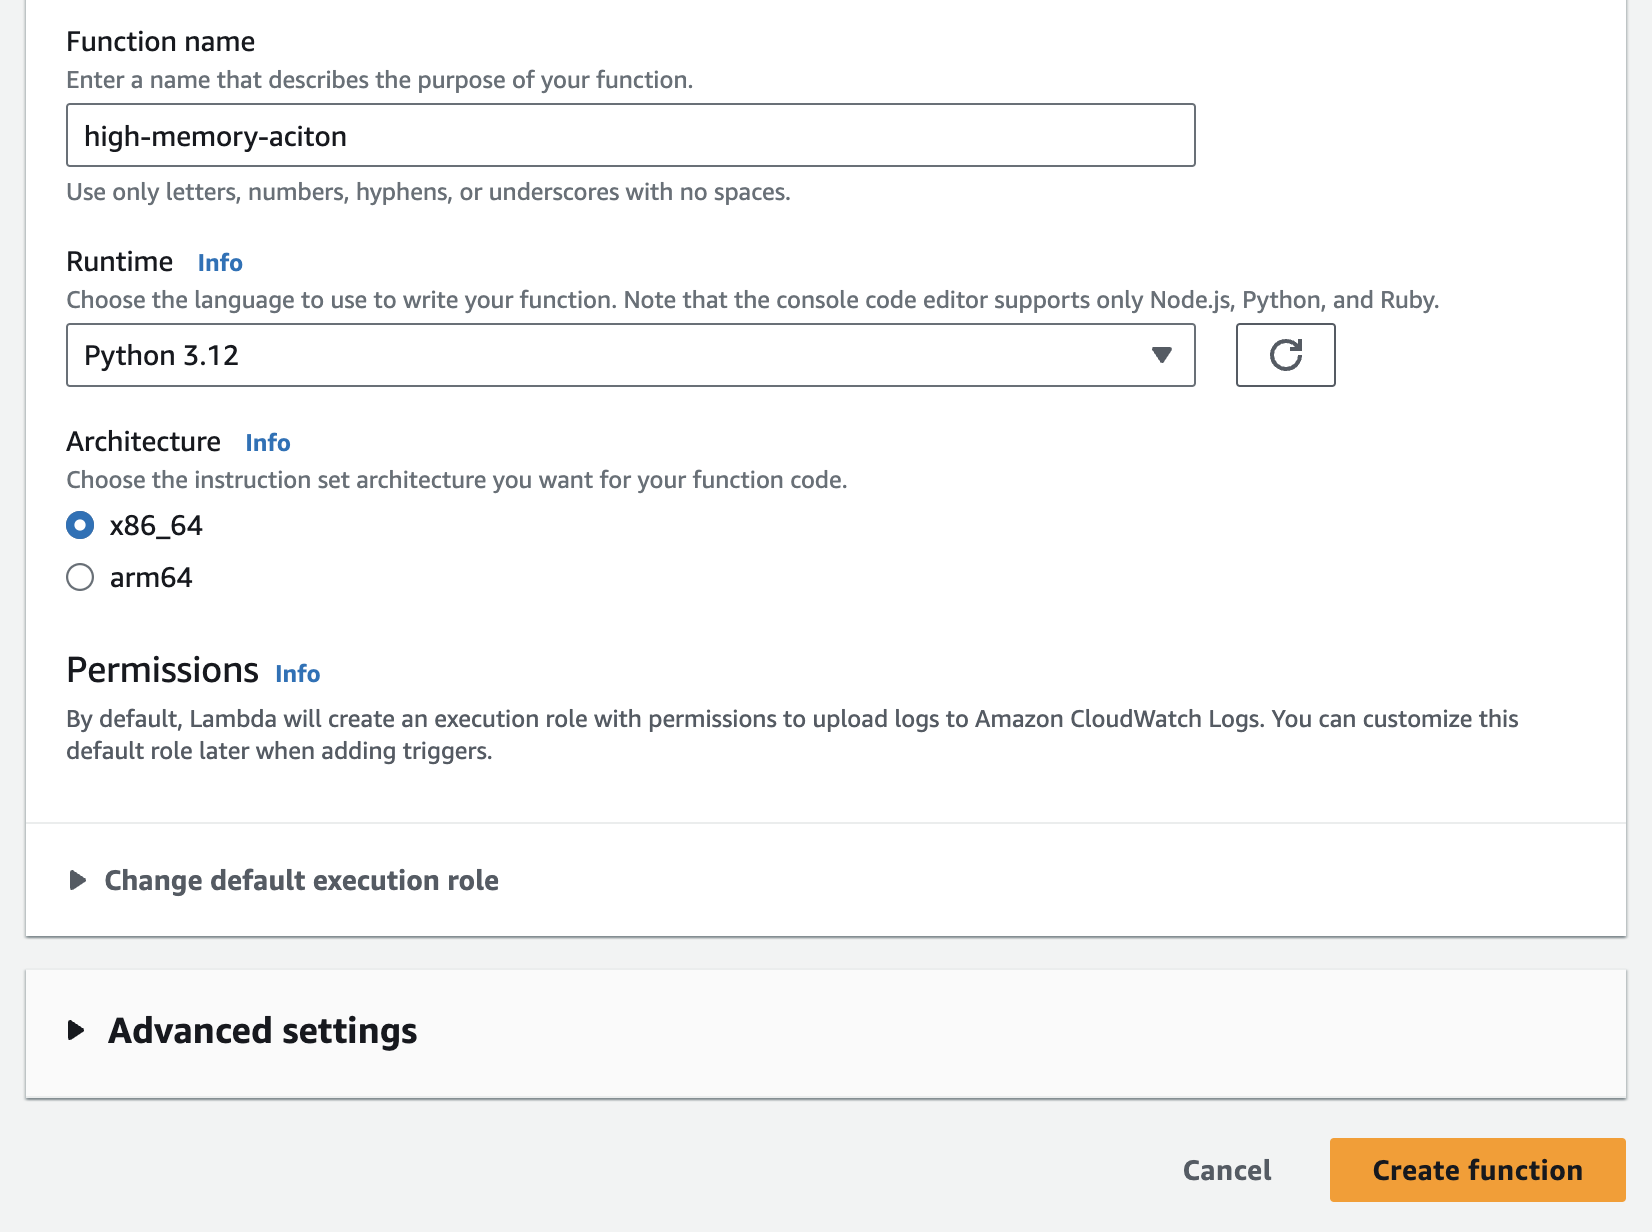 Function name
Enter a name that describes the purpose of your function.
high-memory-aciton
Use only letters, numbers, hyphens, or underscores with no spaces.
Runtime Info
Choose the language to use to write your function. Note that the console code editor supports only Node.js, Python, and Ruby.
Python 3.12
Architecture Info
Choose the instruction set architecture you want for your function code.
x86_64
arm64
Permissions Info
By default, Lambda will create an execution role with permissions to upload logs to Amazon CloudWatch Logs. You can customize this
default role later when adding triggers.
Change default execution role
Advanced settings
Cancel Create function